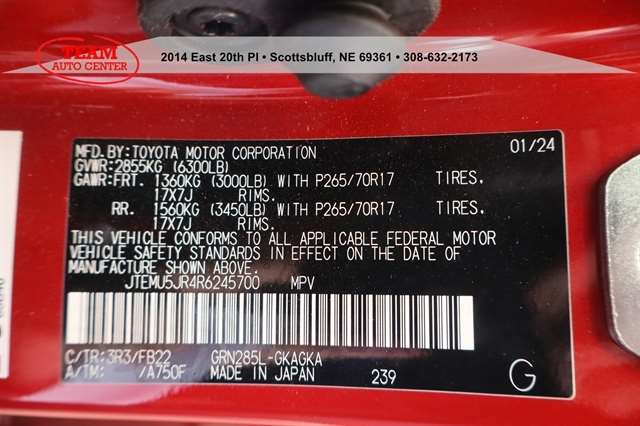 TEAM
AUTO CENTER
2014 East 20th Pl • Scottsbluff, NE 69361 • 308-632-2173
MFD.BY:TOYOTA MOTOR CORPORATION 01/24
GVWR:2855KG (6300LB)
GAWR:FRT. 1360KG (3000LB) WITH P265/70R17 TIRES.
17X7J RIMS.
RR. 1560KG (3450LB) WITH P265/70R17 TIRES.
17X7J RIMS.
THIS VEHICLE CONFORMS TO ALL APPLICABLE FEDERAL MOTOR
VEHICLE SAFETY STANDARDS IN EFFECT ON THE DATE OF
MANUFACTURE SHOWN ABOVE.
JTEMU5JR4R6245700 MPV
C/TR:3R3/FB22 GRN285L-GKAGKA
A/TM: /A750F MADE IN JAPAN 239 G